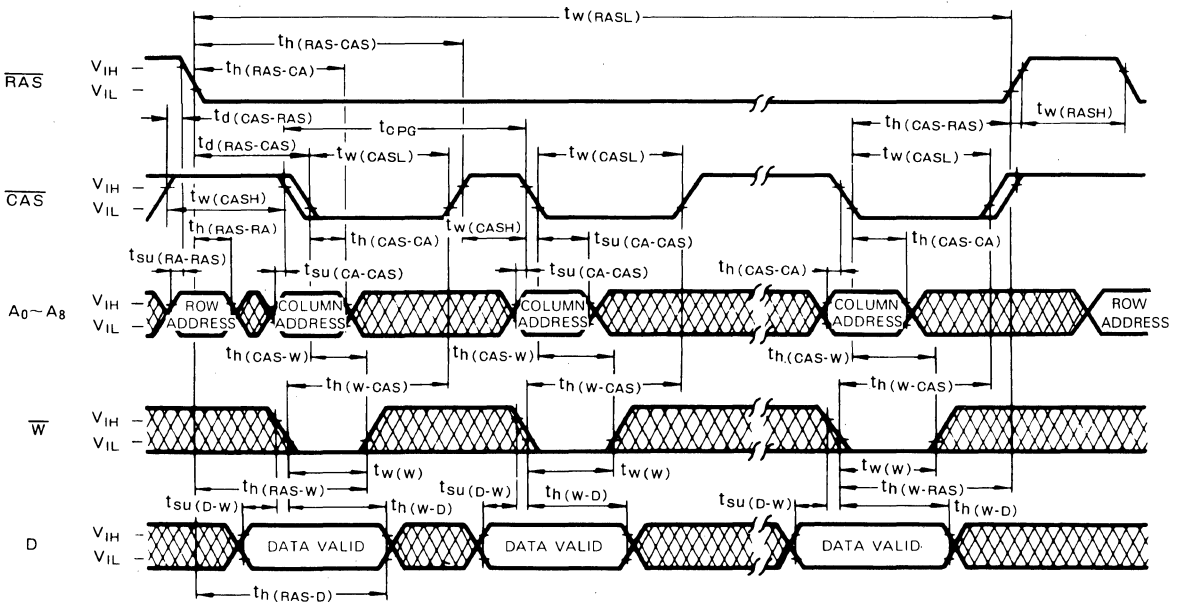 tw(RASL)
th(RAS-CAS)
th(RAS-CA)
RAS
VIH
VIL
td(CAS-RAS)
tCPG
th(CAS-RAS)
tw(RASH)
td(RAS-CAS)
tw(CASL)
tw(CASL)
tw(CASL)
CAS
VIH
VIL
tw(CASH)
th(RAS-RA)
tw(CASH)
th(CAS-CA)
tsu(CA-CAS)
th(CAS-CA)
tsu(RA-RAS)
tsu(CA-CAS)
tsu(CA-CAS)
th(CAS-CA)
A0~A8
VIH
VIL
ROW ADDRESS
COLUMN ADDRESS
COLUMN ADDRESS
COLUMN ADDRESS
ROW ADDRESS
th(CAS-W)
th(CAS-W)
th.(CAS-W)
th(W-CAS)
th(W-CAS)
th(W-CAS)
W
VIH
VIL
tw(W)
tw(W)
tw(W)
th(RAS-W)
th(W-RAS)
tsu(D-W)
th(W-D)
tsu(D-W)
th(W-D)
tsu(D-W)
th(W-D)
D
VIH
VIL
DATA VALID
DATA VALID
DATA VALID
th(RAS-D)